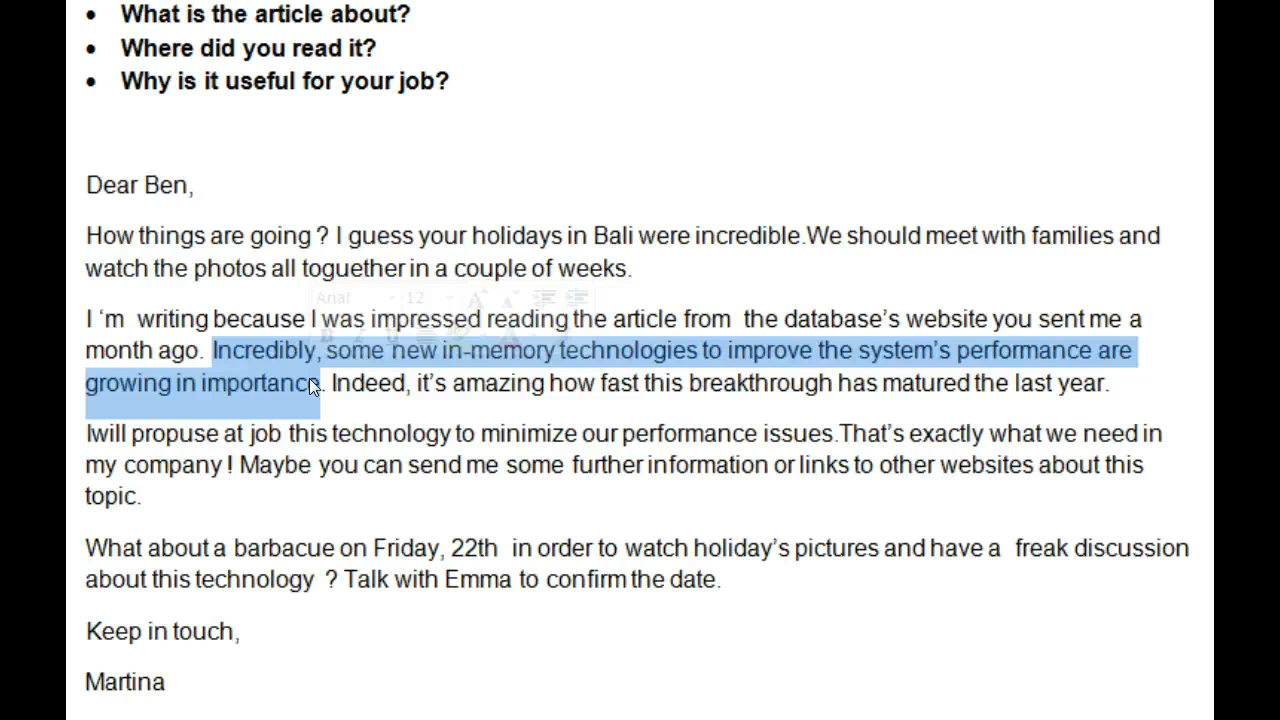 • What is the article about?
• Where did you read it?
• Why is it useful for your job?
Dear Ben,
How things are going ? I guess your holidays in Bali were incredible.We should meet with families and
watch the photos all toguether in a couple of weeks.
Arial 12
I ‘m writing because I was impressed reading the article from the database’s website you sent me a
month ago. Incredibly, some new in-memory technologies to improve the system’s performance are
growing in importance. Indeed, it’s amazing how fast this breakthrough has matured the last year.
Iwill propuse at job this technology to minimize our performance issues.That’s exactly what we need in
my company ! Maybe you can send me some further information or links to other websites about this
topic.
What about a barbacue on Friday, 22th in order to watch holiday’s pictures and have a freak discussion
about this technology ? Talk with Emma to confirm the date.
Keep in touch,
Martina